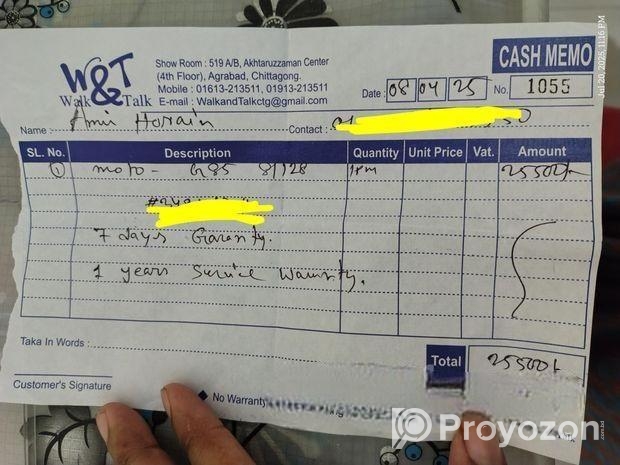 W&T
Walk & Talk
Show Room : 519 A/B, Akhtaruzzaman Center
(4th Floor), Agrabad, Chittagong.
Mobile : 01613-213511, 01913-213511
E-mail : WalkandTalkctg@gmail.com
CASH MEMO
Date : 08 04 25 No. 1055
Name : Amir Hossain Contact :
SL. No. Description Quantity Unit Price Vat. Amount
1 moto - G85 8/128 1pm 25500/-
7 days Garanty.
1 years Service Warranty.
Taka In Words :
Total 25500/-
Customer's Signature
No Warranty
Jul 20, 2025, 11:16 PM
Proyozon